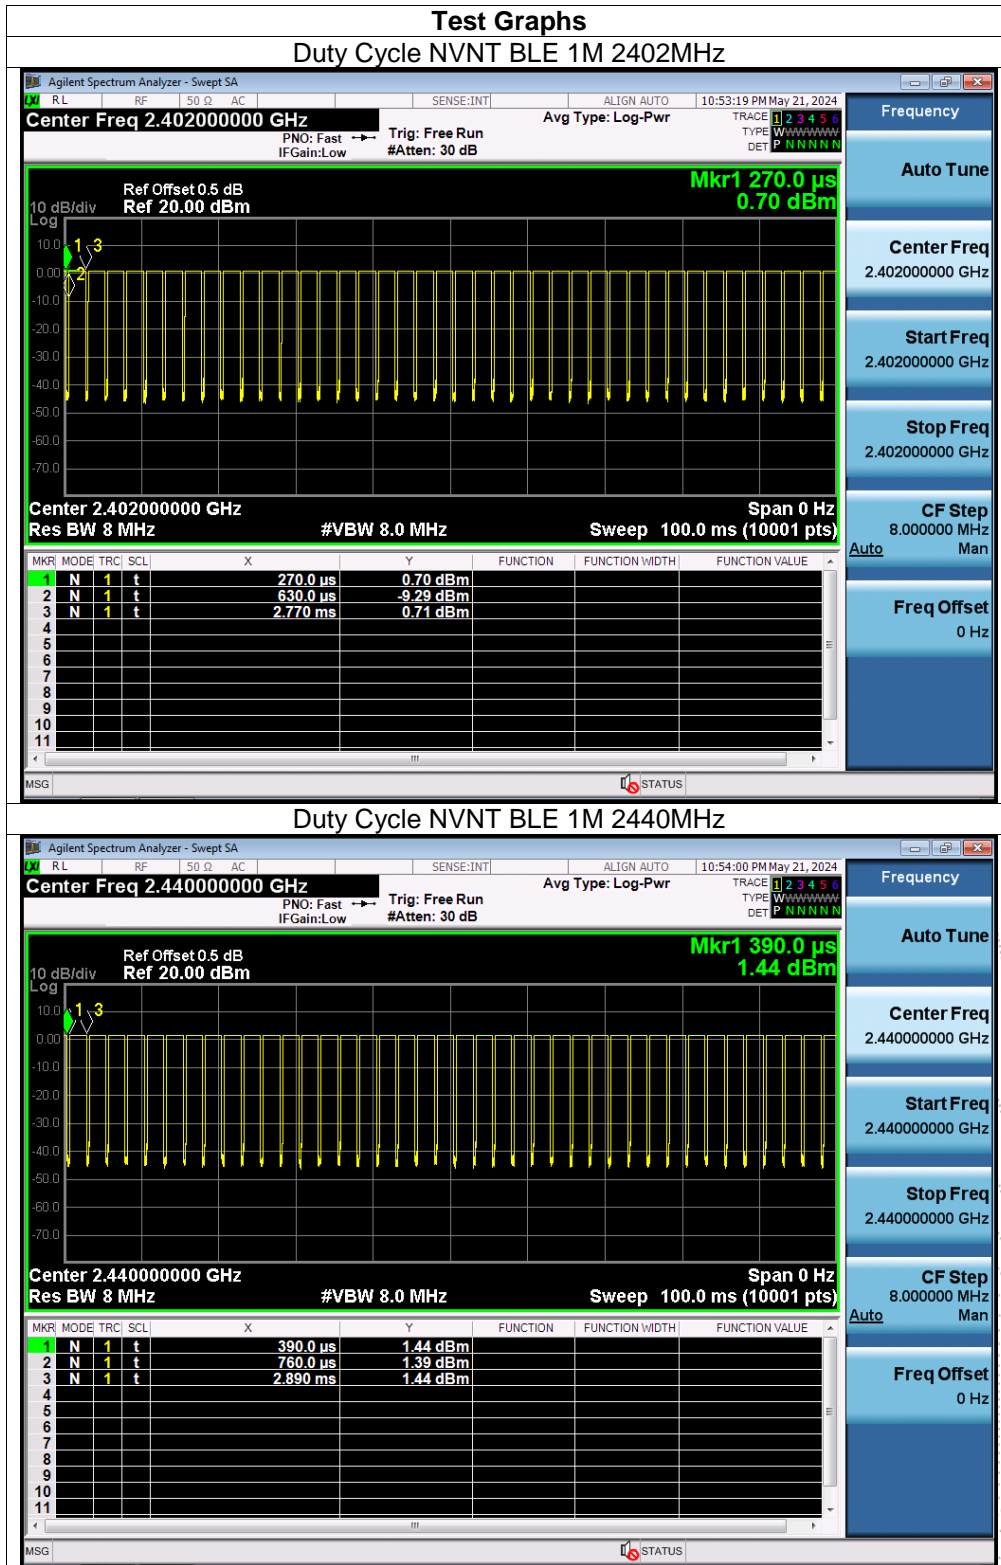 Test Graphs
Duty Cycle NVNT BLE 1M 2402MHz
Agilent Spectrum Analyzer - Swept SA
LXI RL RF 50 Ω AC SENSE:INT ALIGN AUTO 10:53:19 PM May 21, 2024
Center Freq 2.402000000 GHz
PNO: Fast
IFGain:Low
Trig: Free Run
#Atten: 30 dB
Avg Type: Log-Pwr
TRACE 1 2 3 4 5 6
TYPE WWWWWW
DET P N N N N N
Frequency
Mkr1 270.0 µs
0.70 dBm
Ref Offset 0.5 dB
10 dB/div Ref 20.00 dBm
Log
10.0
0.00
-10.0
-20.0
-30.0
-40.0
-50.0
-60.0
-70.0
1 3
2
Center 2.402000000 GHz Span 0 Hz
Res BW 8 MHz #VBW 8.0 MHz Sweep 100.0 ms (10001 pts)
MKR MODE TRC SCL X Y FUNCTION FUNCTION WIDTH FUNCTION VALUE
1 N 1 t 270.0 µs 0.70 dBm
2 N 1 t 630.0 µs -9.29 dBm
3 N 1 t 2.770 ms 0.71 dBm
4
5
6
7
8
9
10
11
MSG STATUS
Auto Tune
Center Freq
2.402000000 GHz
Start Freq
2.402000000 GHz
Stop Freq
2.402000000 GHz
CF Step
8.000000 MHz
Auto Man
Freq Offset
0 Hz
Duty Cycle NVNT BLE 1M 2440MHz
Agilent Spectrum Analyzer - Swept SA
LXI RL RF 50 Ω AC SENSE:INT ALIGN AUTO 10:54:00 PM May 21, 2024
Center Freq 2.440000000 GHz
PNO: Fast
IFGain:Low
Trig: Free Run
#Atten: 30 dB
Avg Type: Log-Pwr
TRACE 1 2 3 4 5 6
TYPE WWWWWW
DET P N N N N N
Frequency
Mkr1 390.0 µs
1.44 dBm
Ref Offset 0.5 dB
10 dB/div Ref 20.00 dBm
Log
10.0
0.00
-10.0
-20.0
-30.0
-40.0
-50.0
-60.0
-70.0
1 3
Center 2.440000000 GHz Span 0 Hz
Res BW 8 MHz #VBW 8.0 MHz Sweep 100.0 ms (10001 pts)
MKR MODE TRC SCL X Y FUNCTION FUNCTION WIDTH FUNCTION VALUE
1 N 1 t 390.0 µs 1.44 dBm
2 N 1 t 760.0 µs 1.39 dBm
3 N 1 t 2.890 ms 1.44 dBm
4
5
6
7
8
9
10
11
MSG STATUS
Auto Tune
Center Freq
2.440000000 GHz
Start Freq
2.440000000 GHz
Stop Freq
2.440000000 GHz
CF Step
8.000000 MHz
Auto Man
Freq Offset
0 Hz